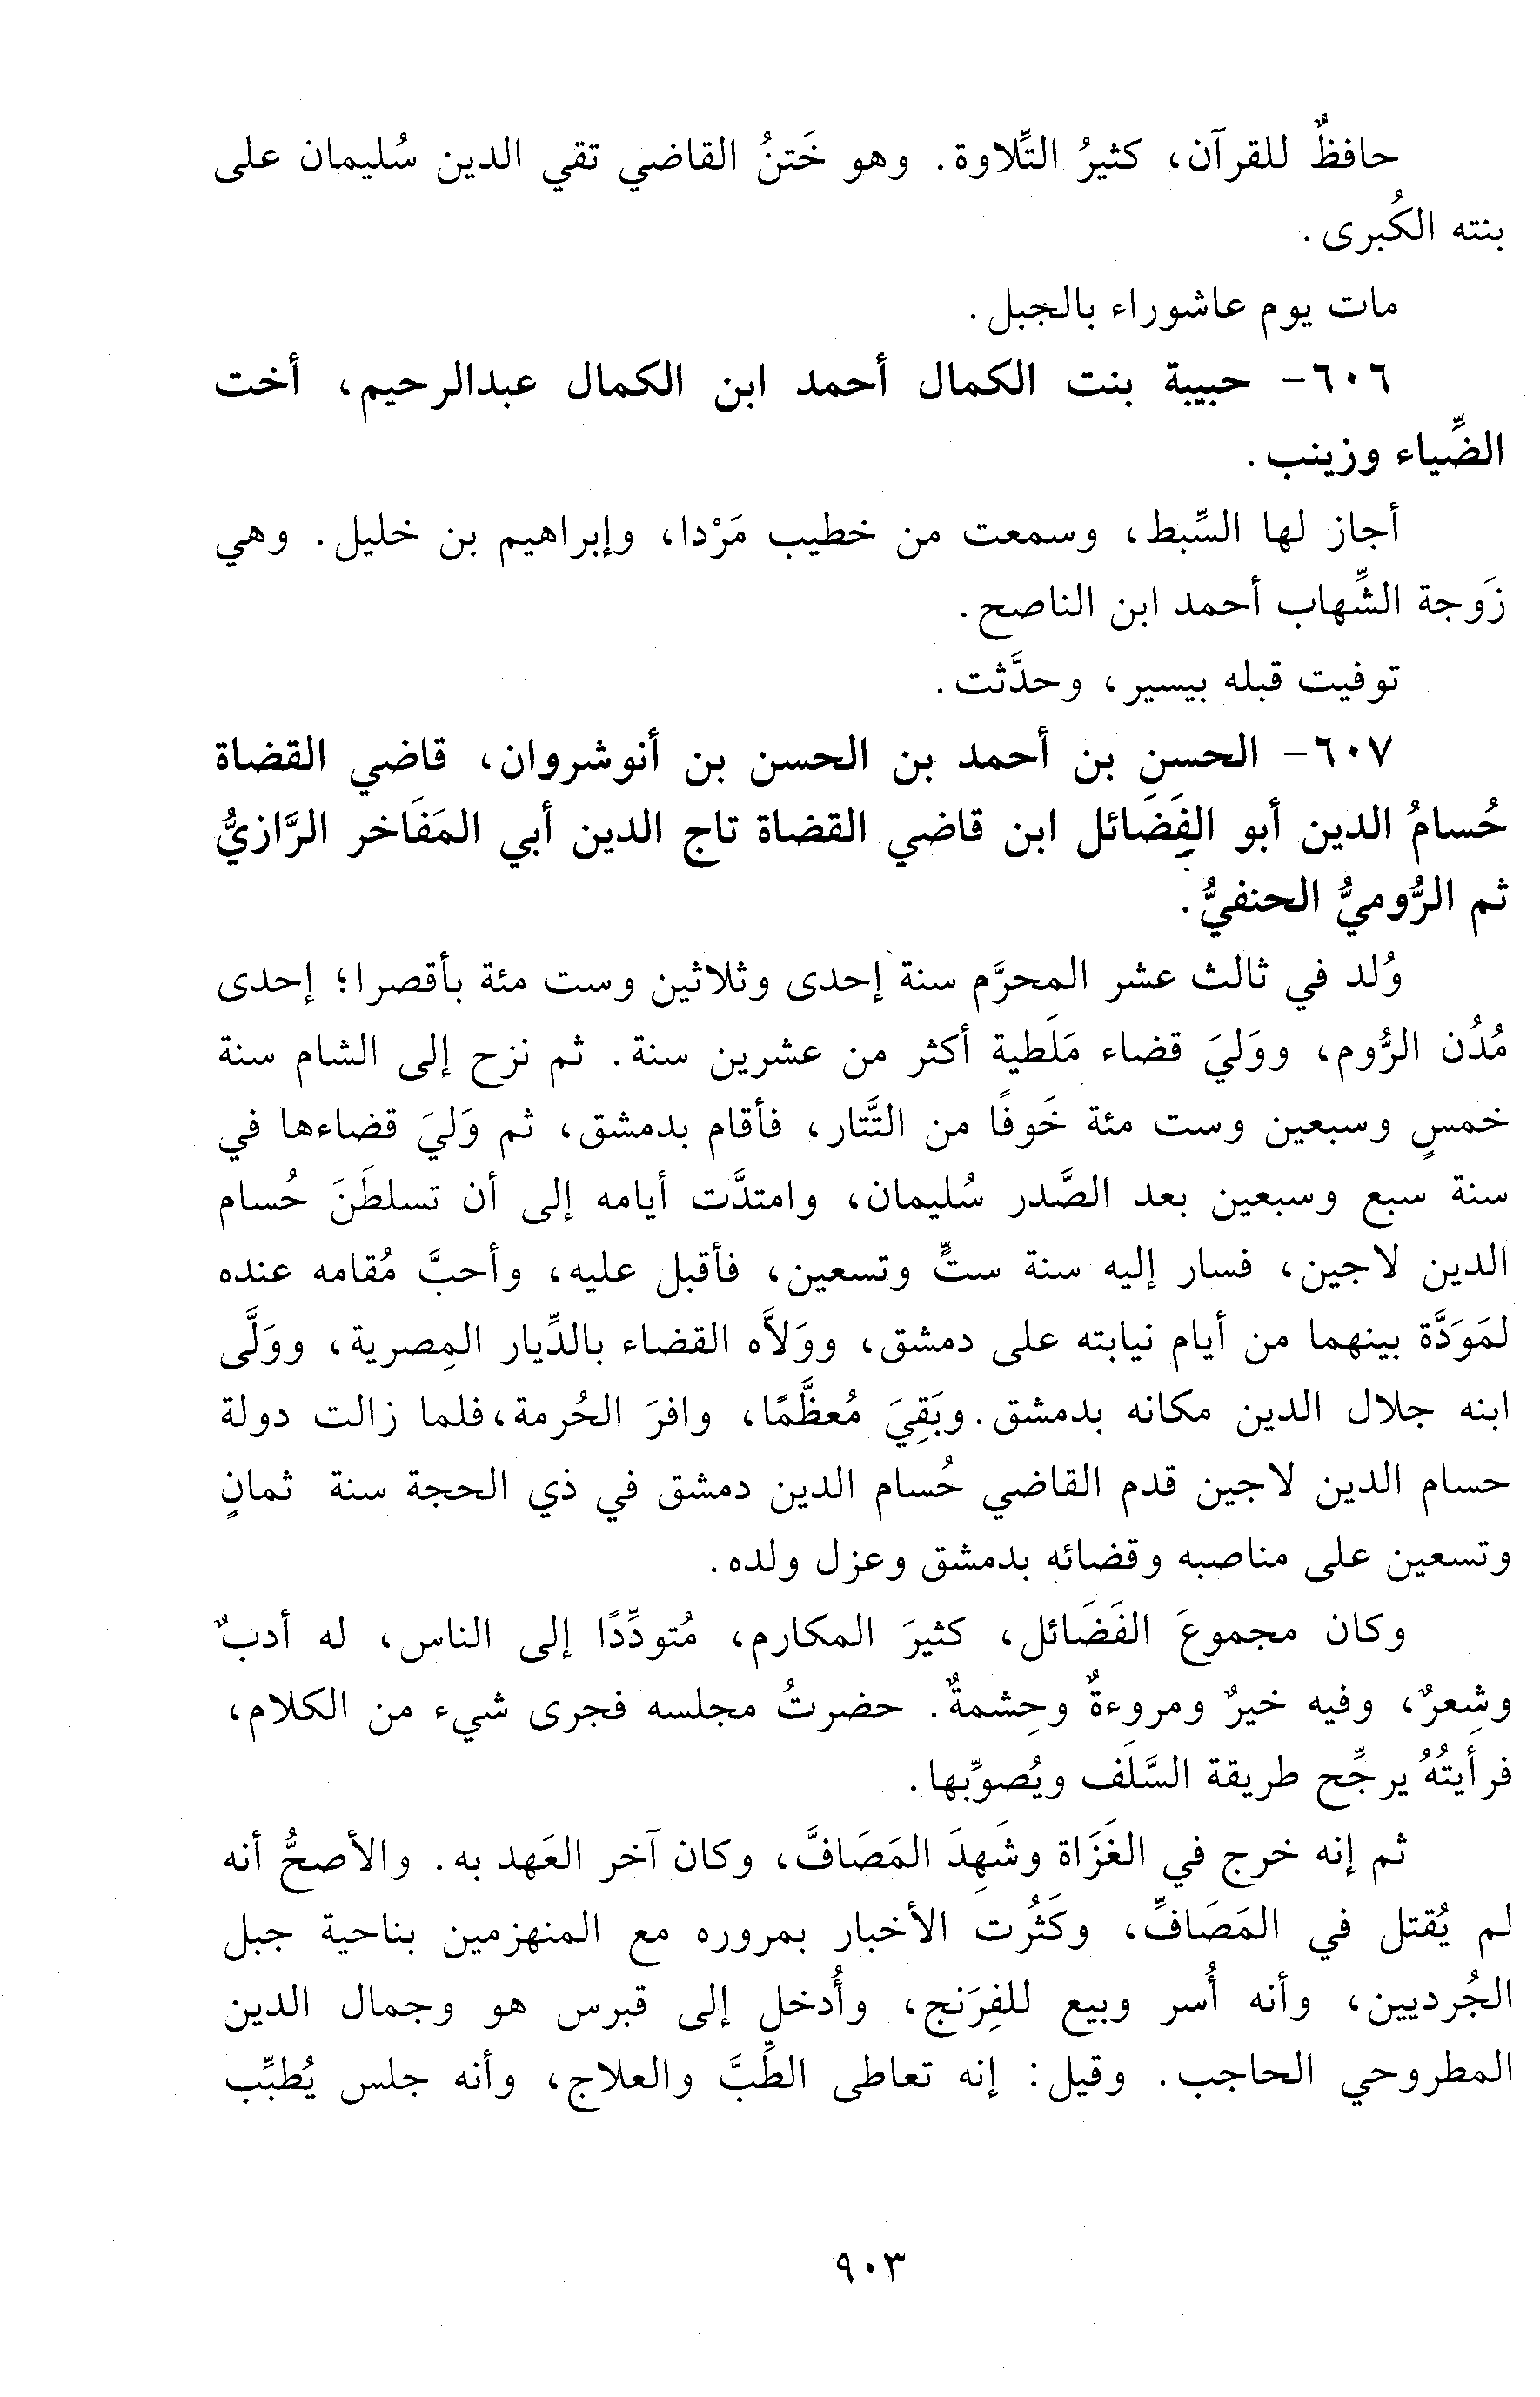 حافظٌ للقرآن، كثيرُ التِّلاوة. وهو خَتنُ القاضي تقي الدين سُليمان على
بنته الكُبرى.
مات يوم عاشوراء بالجبل.
٦٠٦- حبيبة بنت الكمال أحمد ابن الكمال عبدالرحيم، أخت
الضِّياء وزينب.
أجاز لها السِّبط، وسمعت من خطيب مَرْدا، وإبراهيم بن خليل. وهي
زَوجة الشِّهاب أحمد ابن الناصح.
توفيت قبله بيسير، وحدَّثت.
٦٠٧- الحسن بن أحمد بن الحسن بن أنوشروان، قاضي القضاة
حُسامُ الدين أبو الفَضَائل ابن قاضي القضاة تاج الدين أبي المَفَاخر الرَّازيُّ
ثم الرُّوميُّ الحنفيُّ.
وُلد في ثالث عشر المحرَّم سنة إحدى وثلاثين وست مئة بأقصرا؛ إحدى
مُدُن الرُّوم، ووَليَ قضاء مَلَطية أكثر من عشرين سنة. ثم نزح إلى الشام سنة
خمسٍ وسبعين وست مئة خَوفًا من التَّتار، فأقام بدمشق، ثم وَليَ قضاءها في
سنة سبع وسبعين بعد الصَّدر سُليمان، وامتدَّت أيامه إلى أن تسلطَنَ حُسام
الدين لاجين، فسار إليه سنة ستٍّ وتسعين، فأقبل عليه، وأحبَّ مُقامه عنده
لمَوَدَّة بينهما من أيام نيابته على دمشق، ووَلاَّه القضاء بالدِّيار المِصرية، ووَلَّى
ابنه جلال الدين مكانه بدمشق. وبَقِيَ مُعظَّمًا، وافرَ الحُرمة، فلما زالت دولة
حسام الدين لاجين قدم القاضي حُسام الدين دمشق في ذي الحجة سنة ثمانٍ
وتسعين على مناصبه وقضائه بدمشق وعزل ولده.
وكان مجموعَ الفَضَائل، كثيرَ المكارم، مُتودِّدًا إلى الناس، له أدبٌ
وشِعرٌ، وفيه خيرٌ ومروءةٌ وحِشمةٌ. حضرتُ مجلسه فجرى شيء من الكلام،
فرأيتُهُ يرجِّح طريقة السَّلَف ويُصوِّبها.
ثم إنه خرج في الغَزَاة وشَهِدَ المَصَافَّ، وكان آخر العَهد به. والأصحُّ أنه
لم يُقتل في المَصَافِّ، وكَثُرت الأخبار بمروره مع المنهزمين بناحية جبل
الجُرديين، وأنه أُسر وبيع للفِرَنج، وأُدخل إلى قبرس هو وجمال الدين
المطروحي الحاجب. وقيل: إنه تعاطى الطِّبَّ والعلاج، وأنه جلس يُطبِّب
٩٠٣